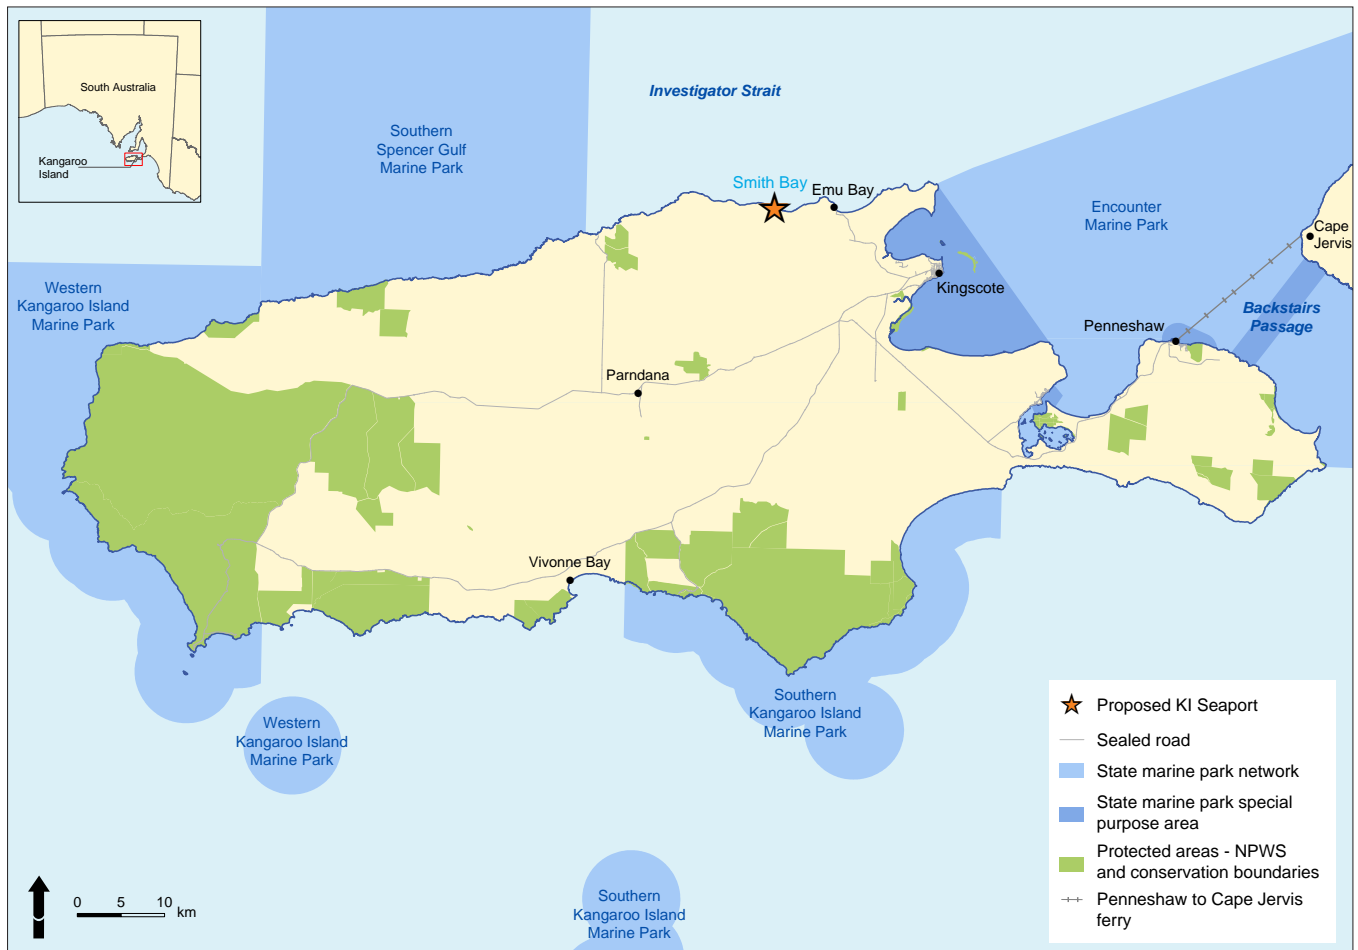 South Australia
Kangaroo
Island
Investigator Strait
Southern
Spencer Gulf
Marine Park
Smith Bay
Emu Bay
Encounter
Marine Park
Cape
Jervis
Western
Kangaroo Island
Marine Park
Kingscote
Backstairs
Passage
Penneshaw
Parndana
Vivonne Bay
Southern
Kangaroo Island
Marine Park
Western
Kangaroo Island
Marine Park
Southern
Kangaroo Island
Marine Park
0 5 10 km
Proposed KI Seaport
Sealed road
State marine park network
State marine park special
purpose area
Protected areas - NPWS
and conservation boundaries
Penneshaw to Cape Jervis
ferry